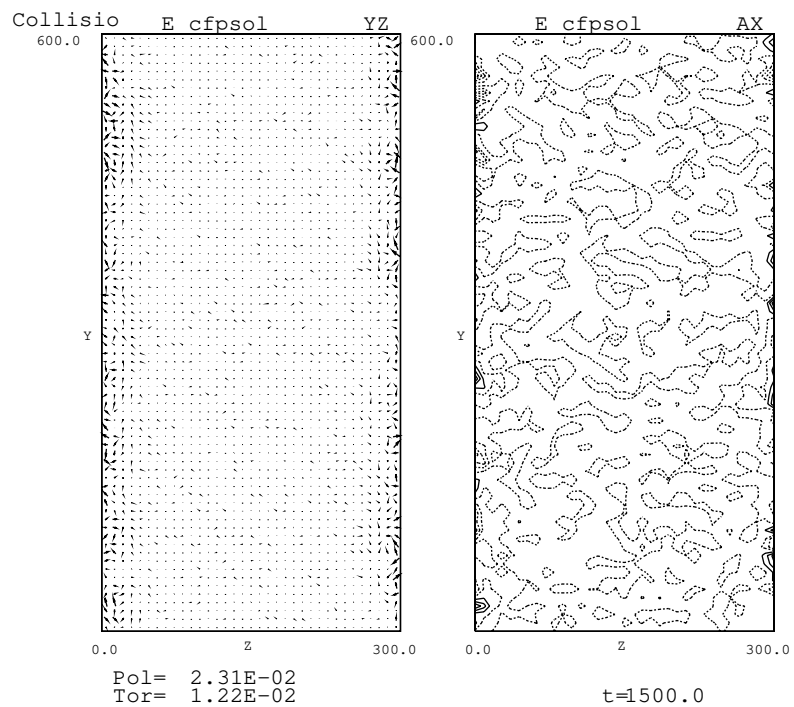 Collisio
E cfpsol YZ
E cfpsol AX
600.0
600.0
Y
Y
0.0 Z 300.0
0.0 Z 300.0
Pol= 2.31E-02
Tor= 1.22E-02
t=1500.0